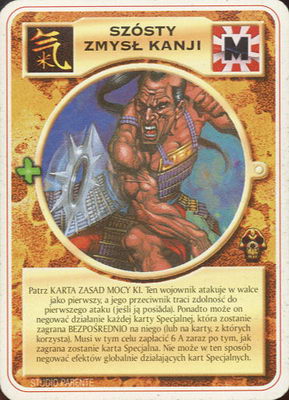 氣
SZÓSTY
ZMYSŁ KANJI
M
Patrz KARTA ZASAD MOCY KI. Ten wojownik atakuje w walce
jako pierwszy, a jego przeciwnik traci zdolność do
pierwszego ataku (jeśli ją posiada). Ponadto może on
negować działanie każdej karty Specjalnej, która zostanie
zagrana BEZPOŚREDNIO na niego (lub na karty, z których
korzysta). Musi w tym celu zapłacić 6 A zaraz po tym, jak
zagrana zostanie karta Specjalna. Nie może w ten sposób
negować efektów globalnie działających kart Specjalnych.
STUDIO PARENTE